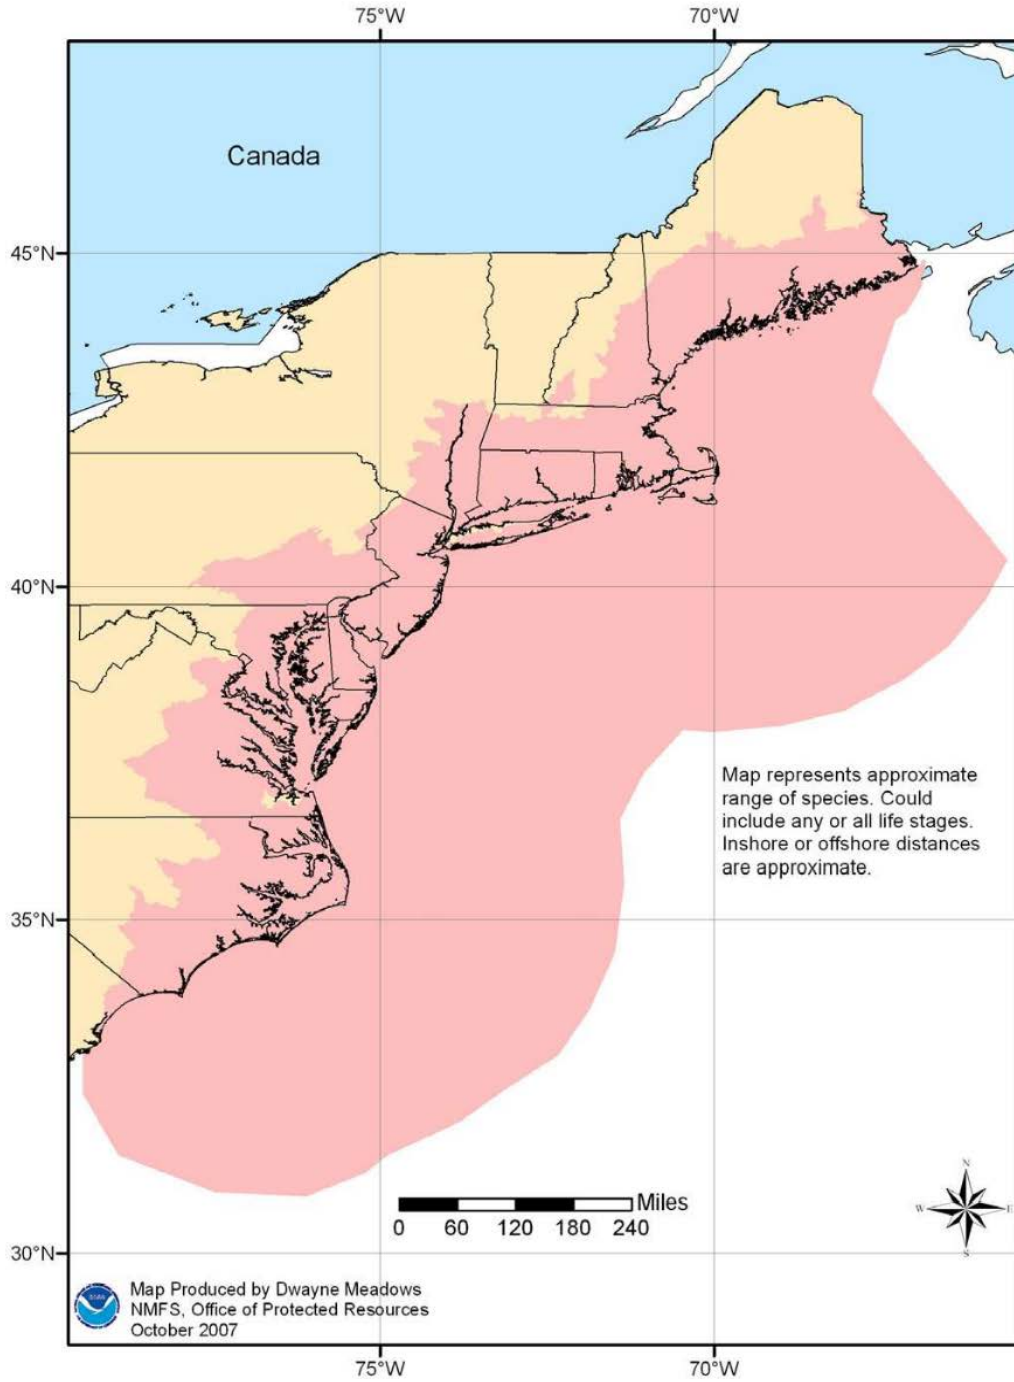 75°W
70°W
Canada
45°N
40°N
Map represents approximate
range of species. Could
include any or all life stages.
Inshore or offshore distances
are approximate.
35°N
N
W
E
S
Miles
0 60 120 180 240
30°N
Map Produced by Dwayne Meadows
NMFS, Office of Protected Resources
October 2007
75°W
70°W